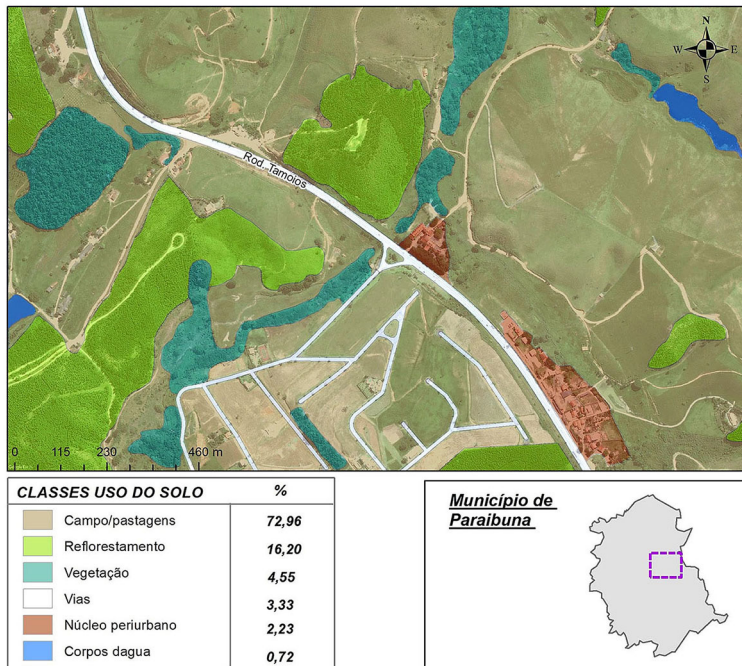 N
W E
S
Rod. Tamoios
0 115 230 460 m
CLASSES USO DO SOLO %
Campo/pastagens 72,96
Reflorestamento 16,20
Vegetação 4,55
Vias 3,33
Núcleo periurbano 2,23
Corpos dagua 0,72
Município de
Paraibuna